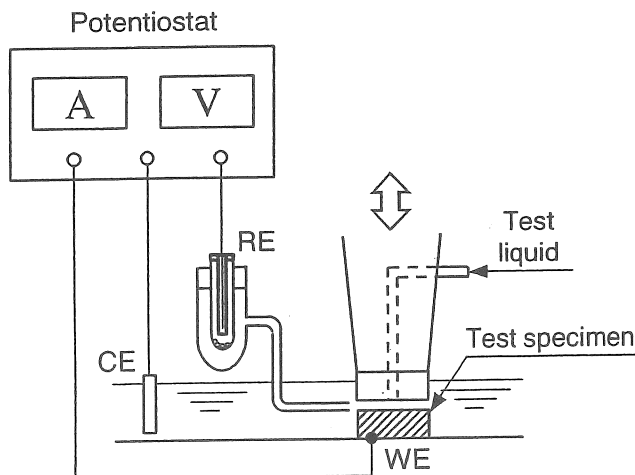 Potentiostat
A
V
RE
Test
liquid
Test specimen
CE
WE